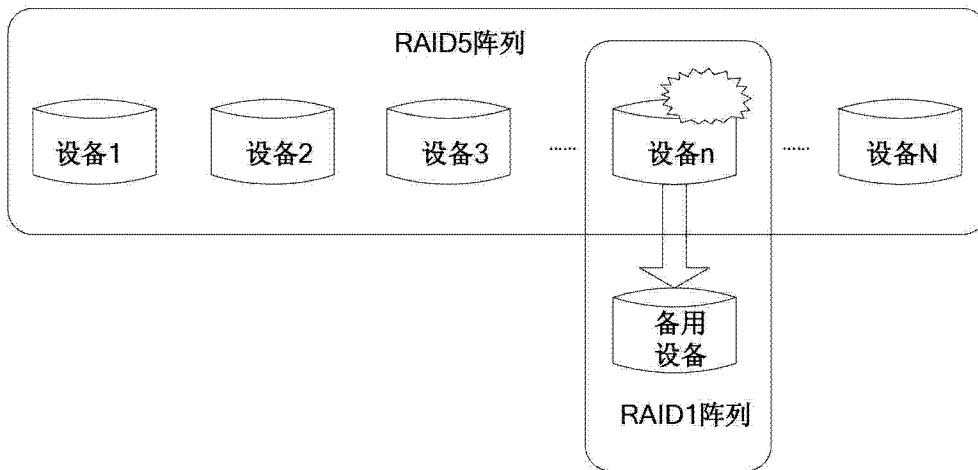 RAID5阵列
设备1
设备2
设备3
......
设备n
......
设备N
备用
设备
RAID1阵列